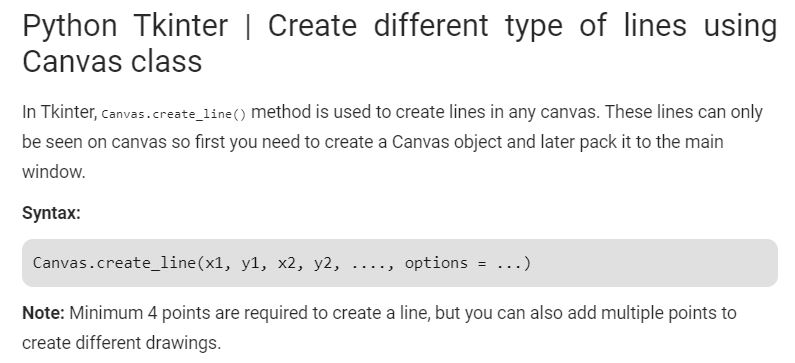 Python Tkinter | Create different type of lines using
Canvas class
In Tkinter, Canvas.create_line() method is used to create lines in any canvas. These lines can only
be seen on canvas so first you need to create a Canvas object and later pack it to the main
window.
Syntax:
Canvas.create_line(x1, y1, x2, y2, ...., options = ...)
Note: Minimum 4 points are required to create a line, but you can also add multiple points to
create different drawings.